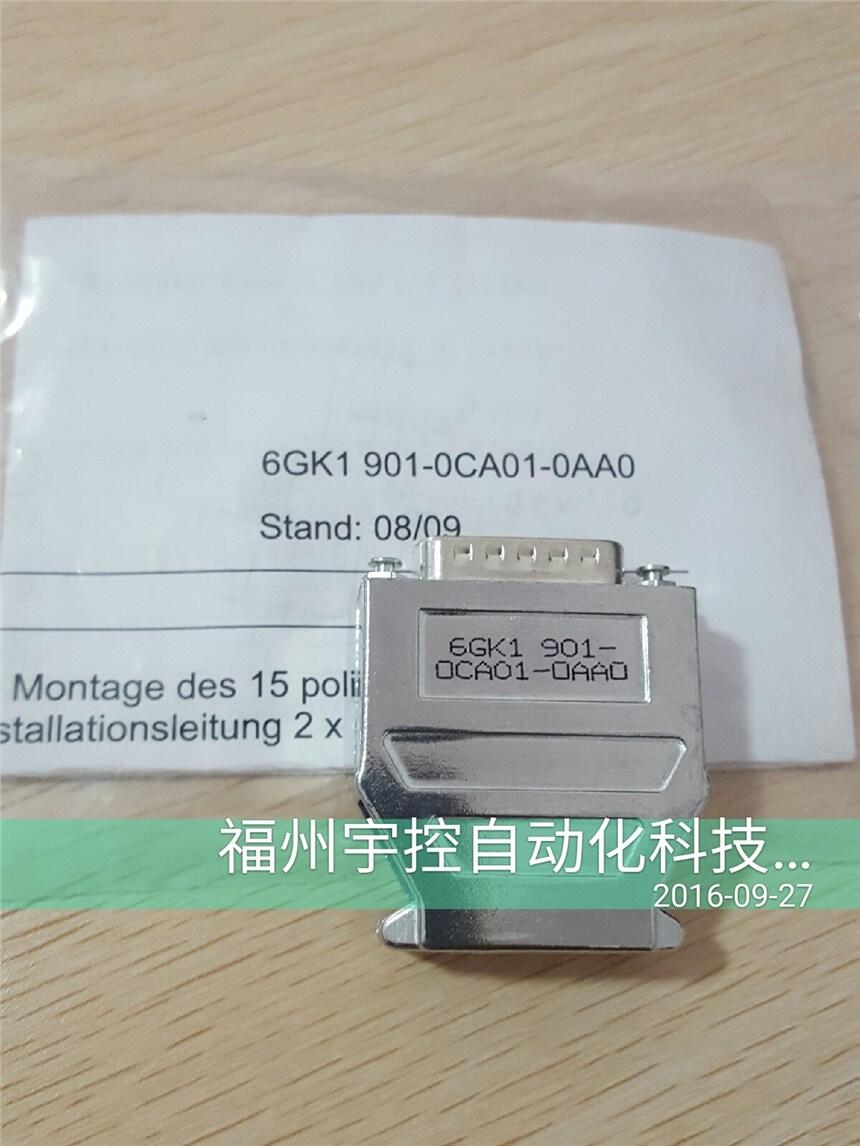 6GK1 901-0CA01-0AA0
Stand: 08/09
Montage des 15 poli
stallationsleitung 2 x
6GK1 901-
0CA01-0AA0
福州宇控自动化科技...
2016-09-27